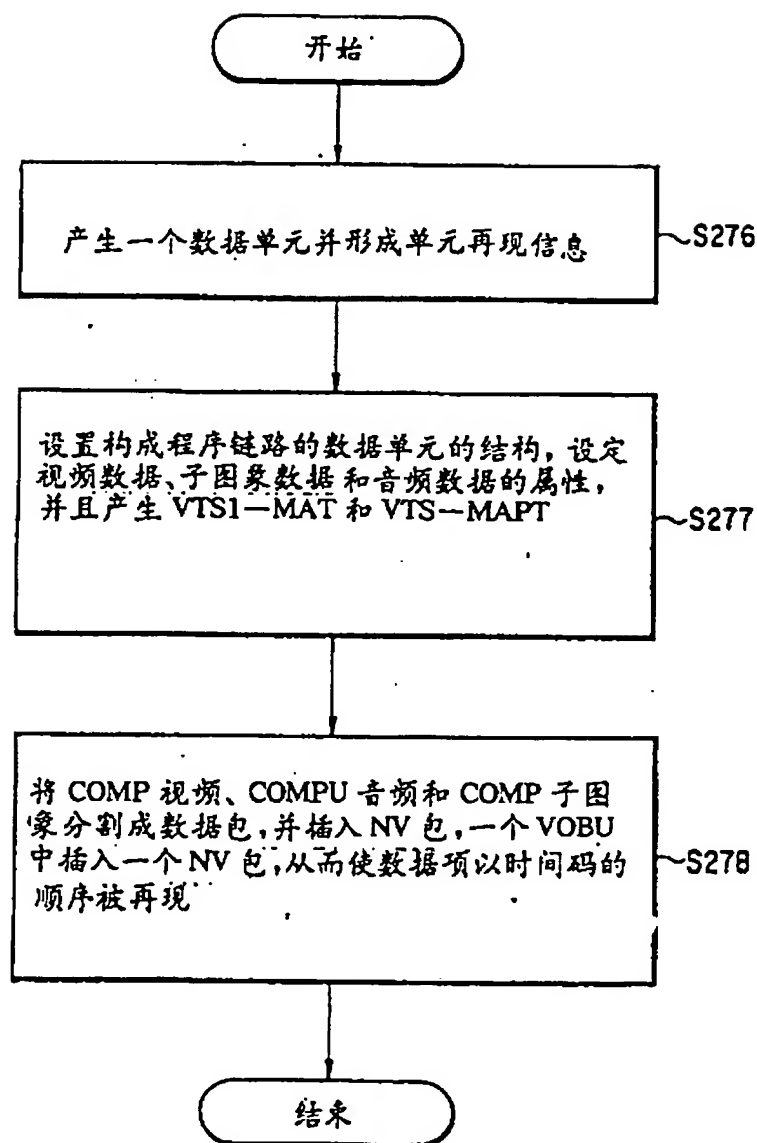 开始
产生一个数据单元并形成单元再现信息
~S276
设置构成程序链路的数据单元的结构，设定
视频数据、子图象数据和音频数据的属性，
并且产生 VTS1－MAT 和 VTS－MAPT
~S277
将 COMP 视频、COMPU 音频和 COMP 子图
象分割成数据包，并插入 NV 包，一个 VOBU
中插入一个 NV 包，从而使数据项以时间码的
顺序被再现
~S278
结束